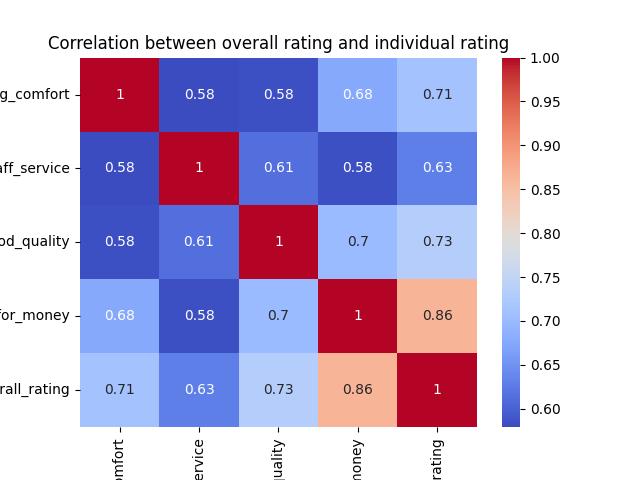 Correlation between overall rating and individual rating
g_comfort 1 0.58 0.58 0.68 0.71
aff_service 0.58 1 0.61 0.58 0.63
od_quality 0.58 0.61 1 0.7 0.73
for_money 0.68 0.58 0.7 1 0.86
rall_rating 0.71 0.63 0.73 0.86 1
omfort
ervice
uality
money
rating
1.00
0.95
0.90
0.85
0.80
0.75
0.70
0.65
0.60